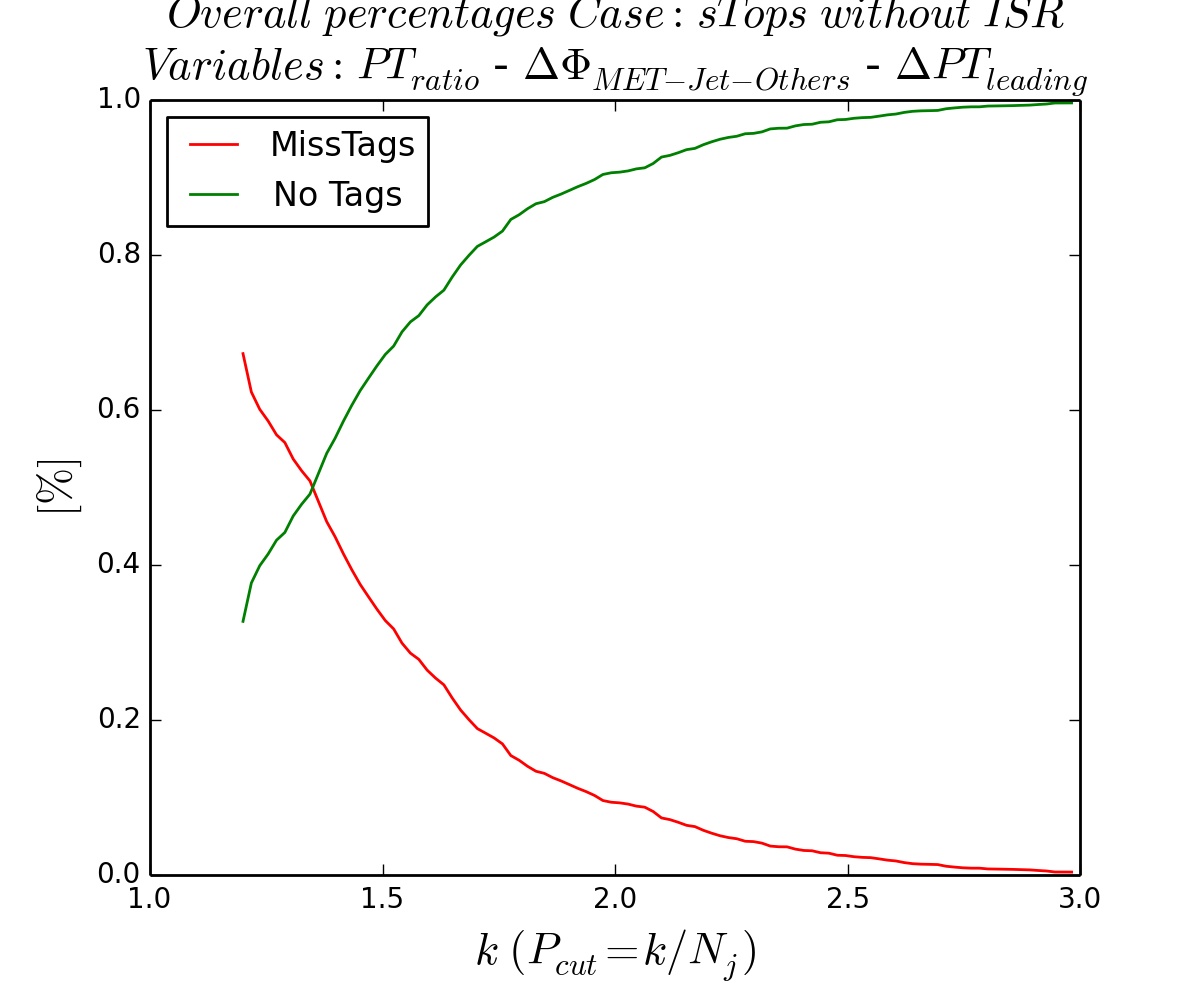 Overall percentages Case: sTops without ISR
Variables: PT_ratio - ΔΦ_MET−Jet−Others - ΔPT_leading
1.0
MissTags
No Tags
0.8
0.6
[%]
0.4
0.2
0.0
1.0 1.5 2.0 2.5 3.0
k (P_cut = k/N_j)